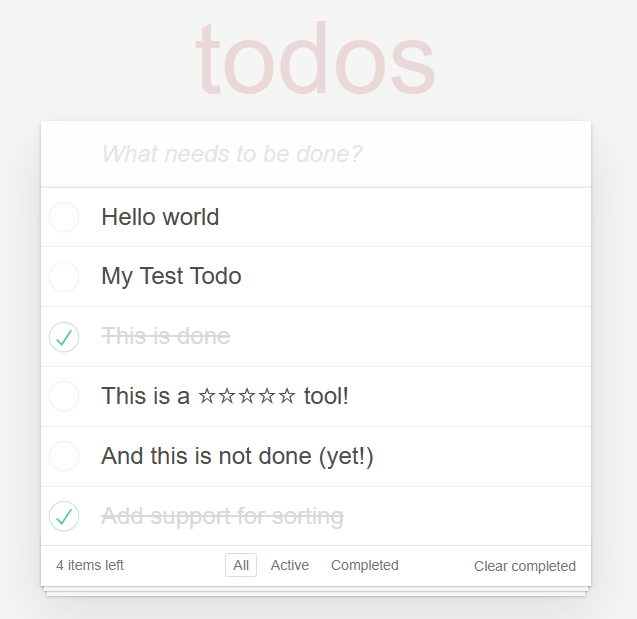 todos
What needs to be done?
Hello world
My Test Todo
This is done
This is a ☆☆☆☆☆ tool!
And this is not done (yet!)
Add support for sorting
4 items left All Active Completed Clear completed